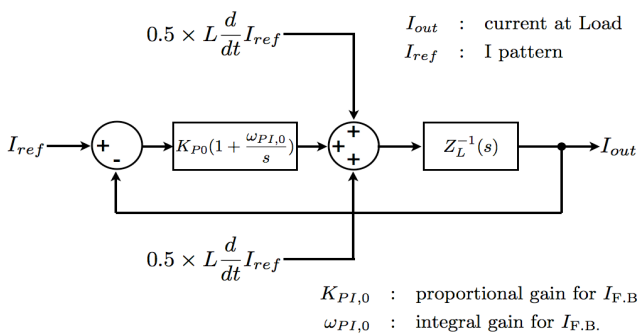 0.5 × L d/dt I_ref
I_out : current at Load
I_ref : I pattern
I_ref
+
-
K_P0(1 + ω_PI,0/s)
+
+
+
Z_L^-1(s)
I_out
0.5 × L d/dt I_ref
K_PI,0 : proportional gain for I_F.B
ω_PI,0 : integral gain for I_F.B.